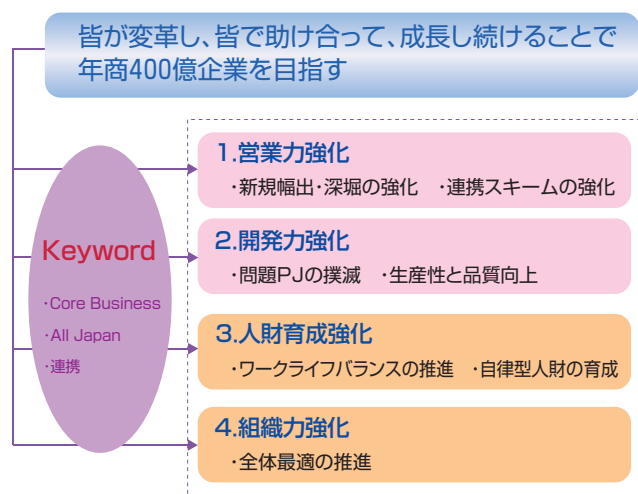 皆が変革し、皆で助け合って、成長し続けることで
年商400億企業を目指す
Keyword
・Core Business
・All Japan
・連携
1.営業力強化
・新規幅出・深堀の強化　・連携スキームの強化
2.開発力強化
・問題PJの撲滅　・生産性と品質向上
3.人財育成強化
・ワークライフバランスの推進　・自律型人財の育成
4.組織力強化
・全体最適の推進